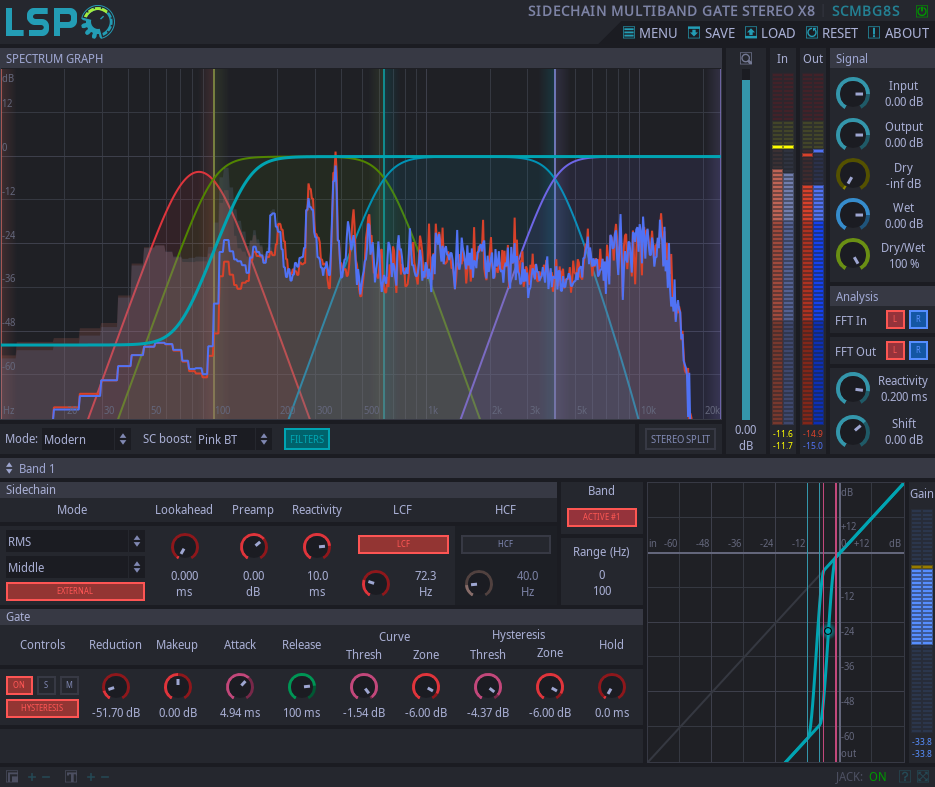 LSP
SIDECHAIN MULTIBAND GATE STEREO X8 SCMBG8S
MENU SAVE LOAD RESET ABOUT
SPECTRUM GRAPH
In Out
Signal
dB
12
0
-12
-24
-36
-48
-60
Hz 20 30 50 100 200 300 500 1k 2k 3k 5k 10k 20k
0.00
dB
-11.6
-11.7
-14.9
-15.0
Input
0.00 dB
Output
0.00 dB
Dry
-inf dB
Wet
0.00 dB
Dry/Wet
100 %
Analysis
FFT In L R
FFT Out L R
Reactivity
0.200 ms
Shift
0.00 dB
Mode: Modern SC boost: Pink BT FILTERS STEREO SPLIT
Band 1
Sidechain
Mode Lookahead Preamp Reactivity LCF HCF
RMS
Middle
EXTERNAL
0.000
ms
0.00
dB
10.0
ms
LCF
72.3
Hz
HCF
40.0
Hz
Band
ACTIVE #1
Range (Hz)
0
100
Gate
Controls Reduction Makeup Attack Release Curve Hysteresis Hold
Thresh Zone Thresh Zone
ON S M
HYSTERESIS
-51.70 dB 0.00 dB 4.94 ms 100 ms -1.54 dB -6.00 dB -4.37 dB -6.00 dB 0.0 ms
dB
+12
in -60 -48 -36 -24 -12 0 +12 dB
-12
-24
-36
-48
-60
out
Gain
-33.8
-33.8
JACK: ON